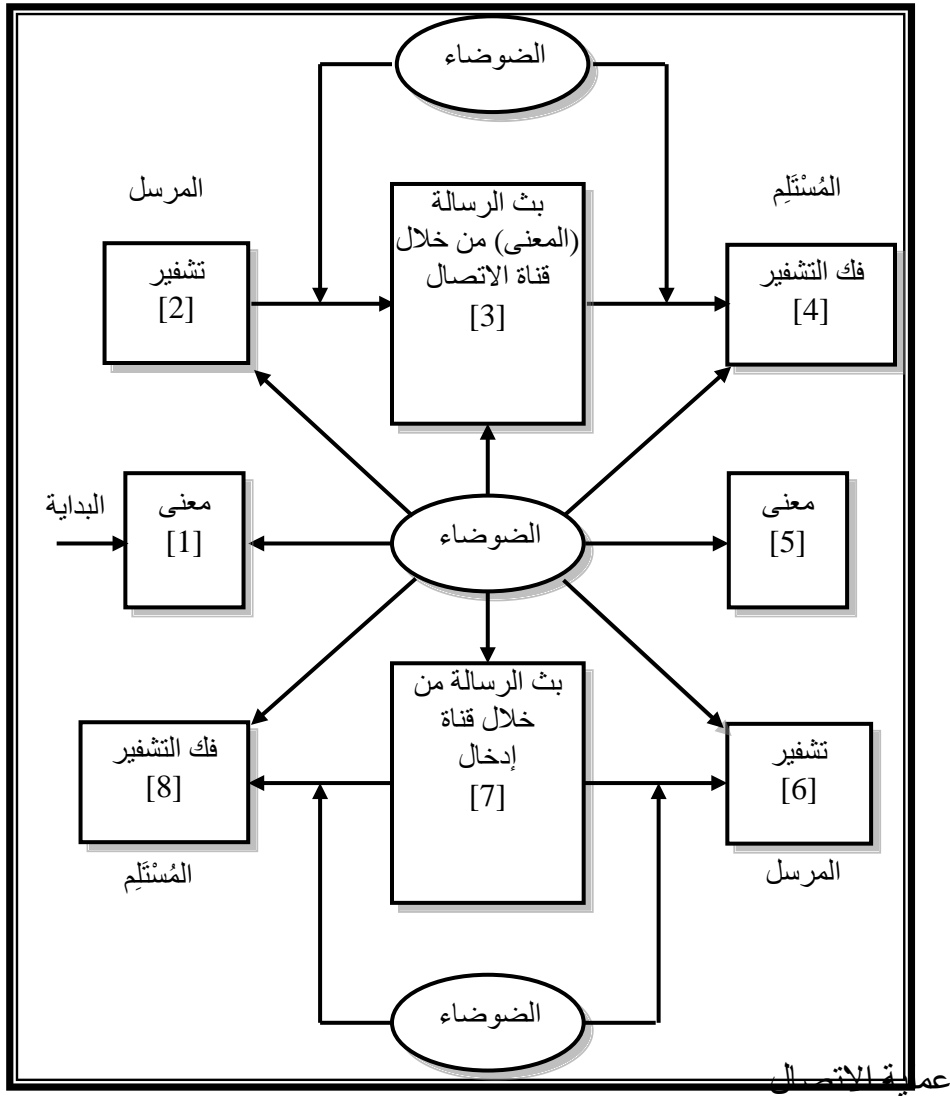 الضوضاء
المُسْتَلِم
المرسل
بث الرسالة
(المعنى) من خلال
قناة الاتصال
[3]
فك التشفير
[4]
تشفير
[2]
البداية
معنى
[1]
الضوضاء
معنى
[5]
بث الرسالة من
خلال قناة
إدخال
[7]
تشفير
[6]
فك التشفير
[8]
المرسل
المُسْتَلِم
الضوضاء
عملية الاتصال